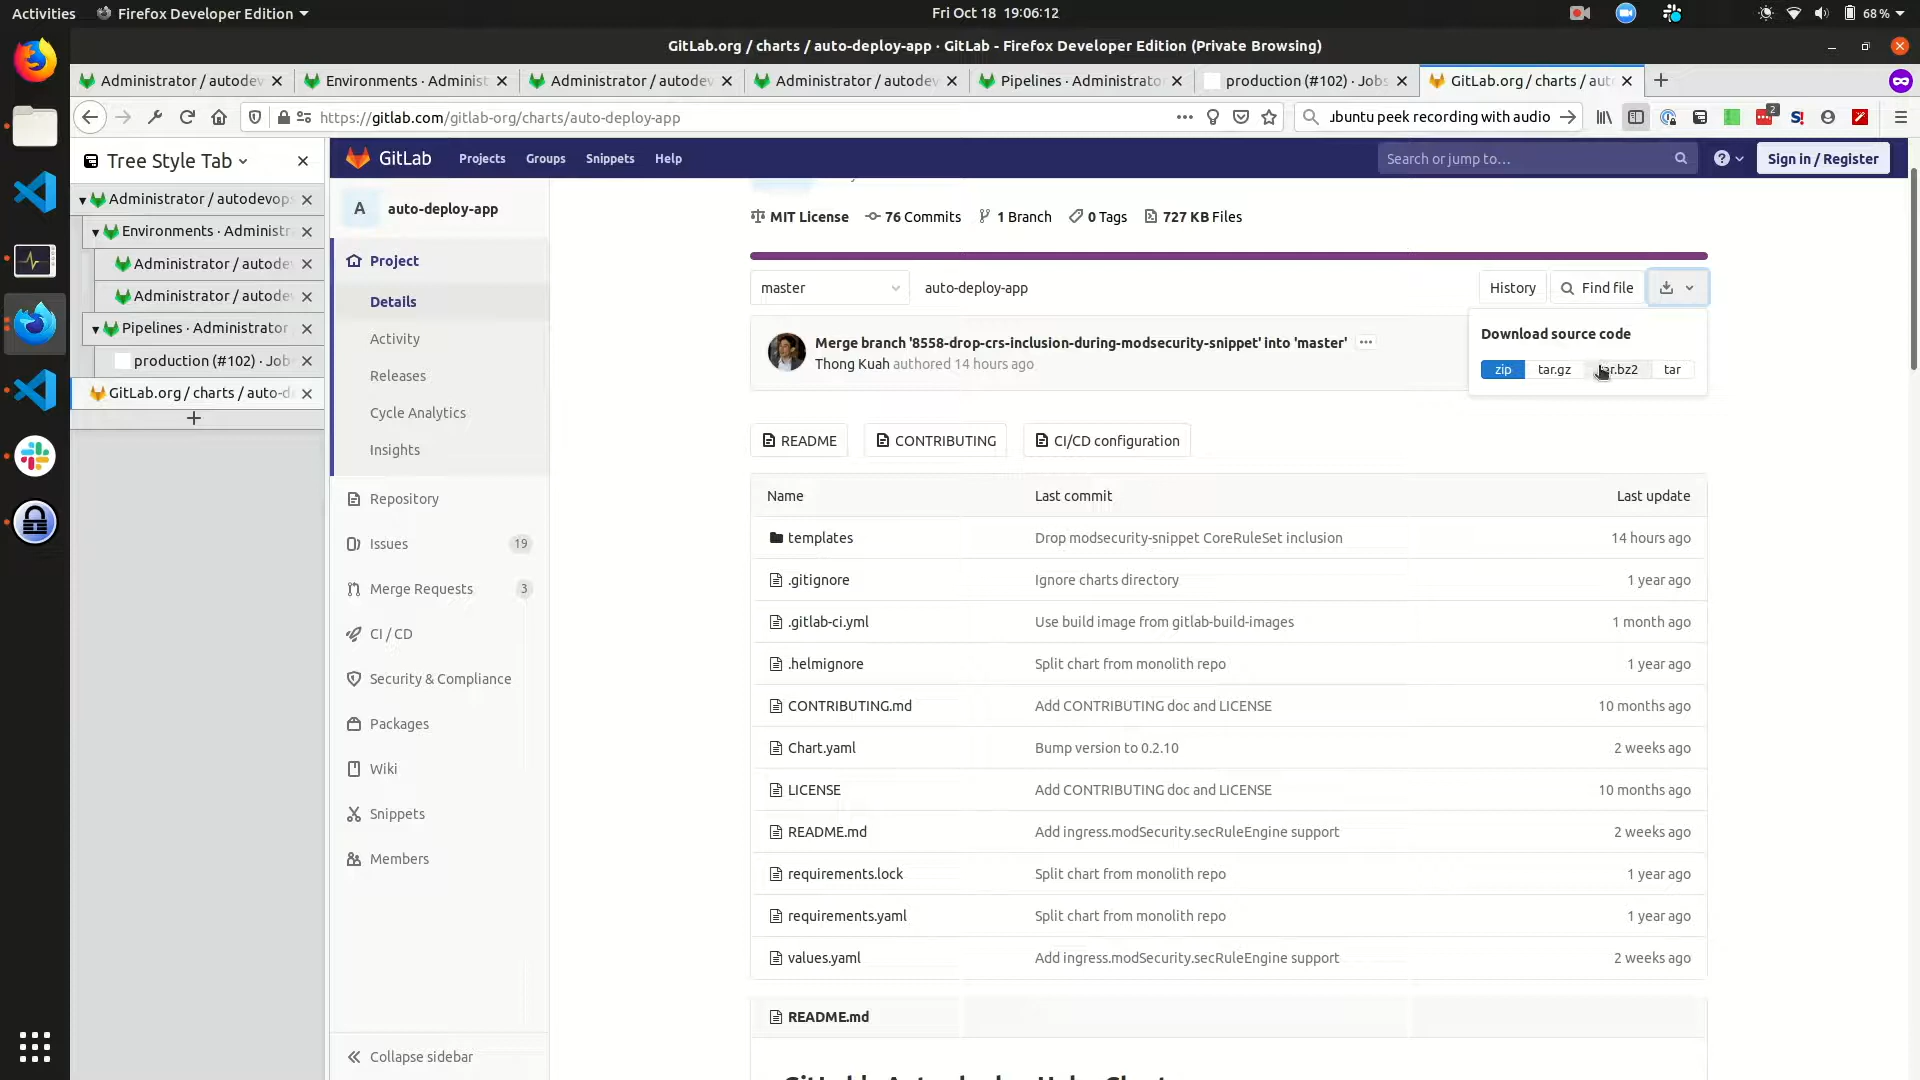 Activities
Firefox Developer Edition
Fri Oct 18 19:06:12
68 %
GitLab.org / charts / auto-deploy-app · GitLab - Firefox Developer Edition (Private Browsing)
Administrator / autodev
Environments · Administ
Administrator / autodev
Administrator / autodev
Pipelines · Administrator
production (#102) · Jobs
GitLab.org / charts / aut
https://gitlab.com/gitlab-org/charts/auto-deploy-app
ubuntu peek recording with audio
2
Tree Style Tab
Administrator / autodevops
Environments · Administr
Administrator / autode
Administrator / autode
Pipelines · Administrator
production (#102) · Job
GitLab.org / charts / auto-d
GitLab
Projects
Groups
Snippets
Help
Search or jump to…
Sign in / Register
A
auto-deploy-app
Project
Details
Activity
Releases
Cycle Analytics
Insights
Repository
Issues
19
Merge Requests
3
CI / CD
Security & Compliance
Packages
Wiki
Snippets
Members
Collapse sidebar
MIT License
76 Commits
1 Branch
0 Tags
727 KB Files
master
auto-deploy-app
History
Find file
Download source code
zip
tar.gz
ar.bz2
tar
Merge branch '8558-drop-crs-inclusion-during-modsecurity-snippet' into 'master'
Thong Kuah authored 14 hours ago
README
CONTRIBUTING
CI/CD configuration
Name Last commit Last update
templates Drop modsecurity-snippet CoreRuleSet inclusion 14 hours ago
.gitignore Ignore charts directory 1 year ago
.gitlab-ci.yml Use build image from gitlab-build-images 1 month ago
.helmignore Split chart from monolith repo 1 year ago
CONTRIBUTING.md Add CONTRIBUTING doc and LICENSE 10 months ago
Chart.yaml Bump version to 0.2.10 2 weeks ago
LICENSE Add CONTRIBUTING doc and LICENSE 10 months ago
README.md Add ingress.modSecurity.secRuleEngine support 2 weeks ago
requirements.lock Split chart from monolith repo 1 year ago
requirements.yaml Split chart from monolith repo 1 year ago
values.yaml Add ingress.modSecurity.secRuleEngine support 2 weeks ago
README.md